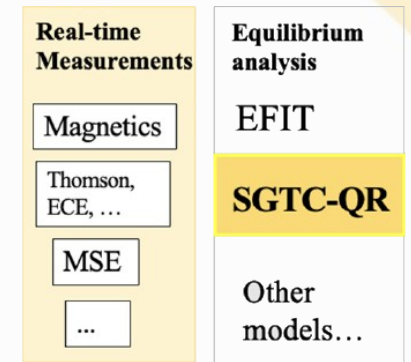 Real-time
Measurements
Magnetics
Thomson,
ECE, …
MSE
...
Equilibrium
analysis
EFIT
SGTC-QR
Other
models…